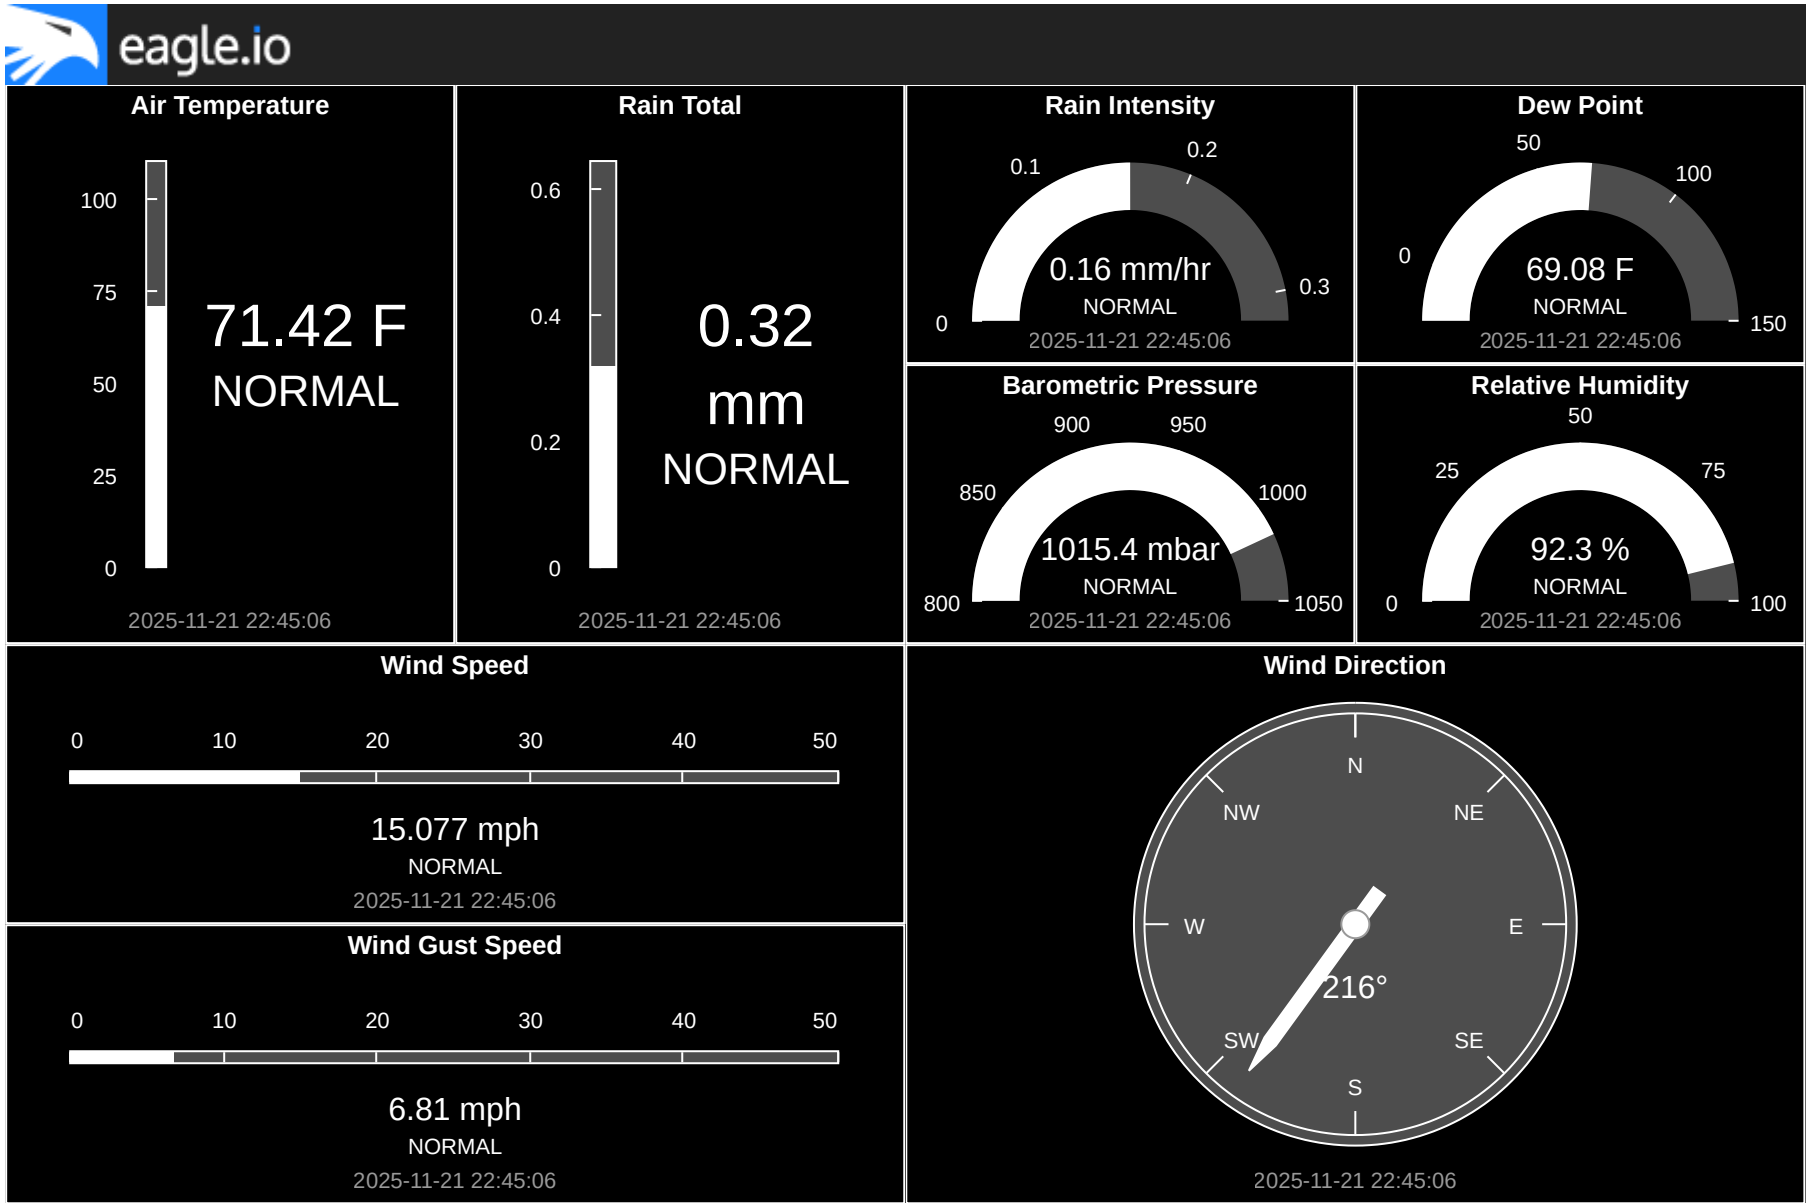 eagle.io
Air Temperature
100
75
50
25
0
71.42 F
NORMAL
2025-11-21 22:45:06
Rain Total
0.6
0.4
0.2
0
0.32
mm
NORMAL
2025-11-21 22:45:06
Rain Intensity
0
0.1
0.2
0.3
0.16 mm/hr
NORMAL
2025-11-21 22:45:06
Dew Point
0
50
100
150
69.08 F
NORMAL
2025-11-21 22:45:06
Barometric Pressure
800
850
900
950
1000
1050
1015.4 mbar
NORMAL
2025-11-21 22:45:06
Relative Humidity
0
25
50
75
100
92.3 %
NORMAL
2025-11-21 22:45:06
Wind Speed
0 10 20 30 40 50
15.077 mph
NORMAL
2025-11-21 22:45:06
Wind Gust Speed
0 10 20 30 40 50
6.81 mph
NORMAL
2025-11-21 22:45:06
Wind Direction
N
NW NE
W E
216°
SW SE
S
2025-11-21 22:45:06